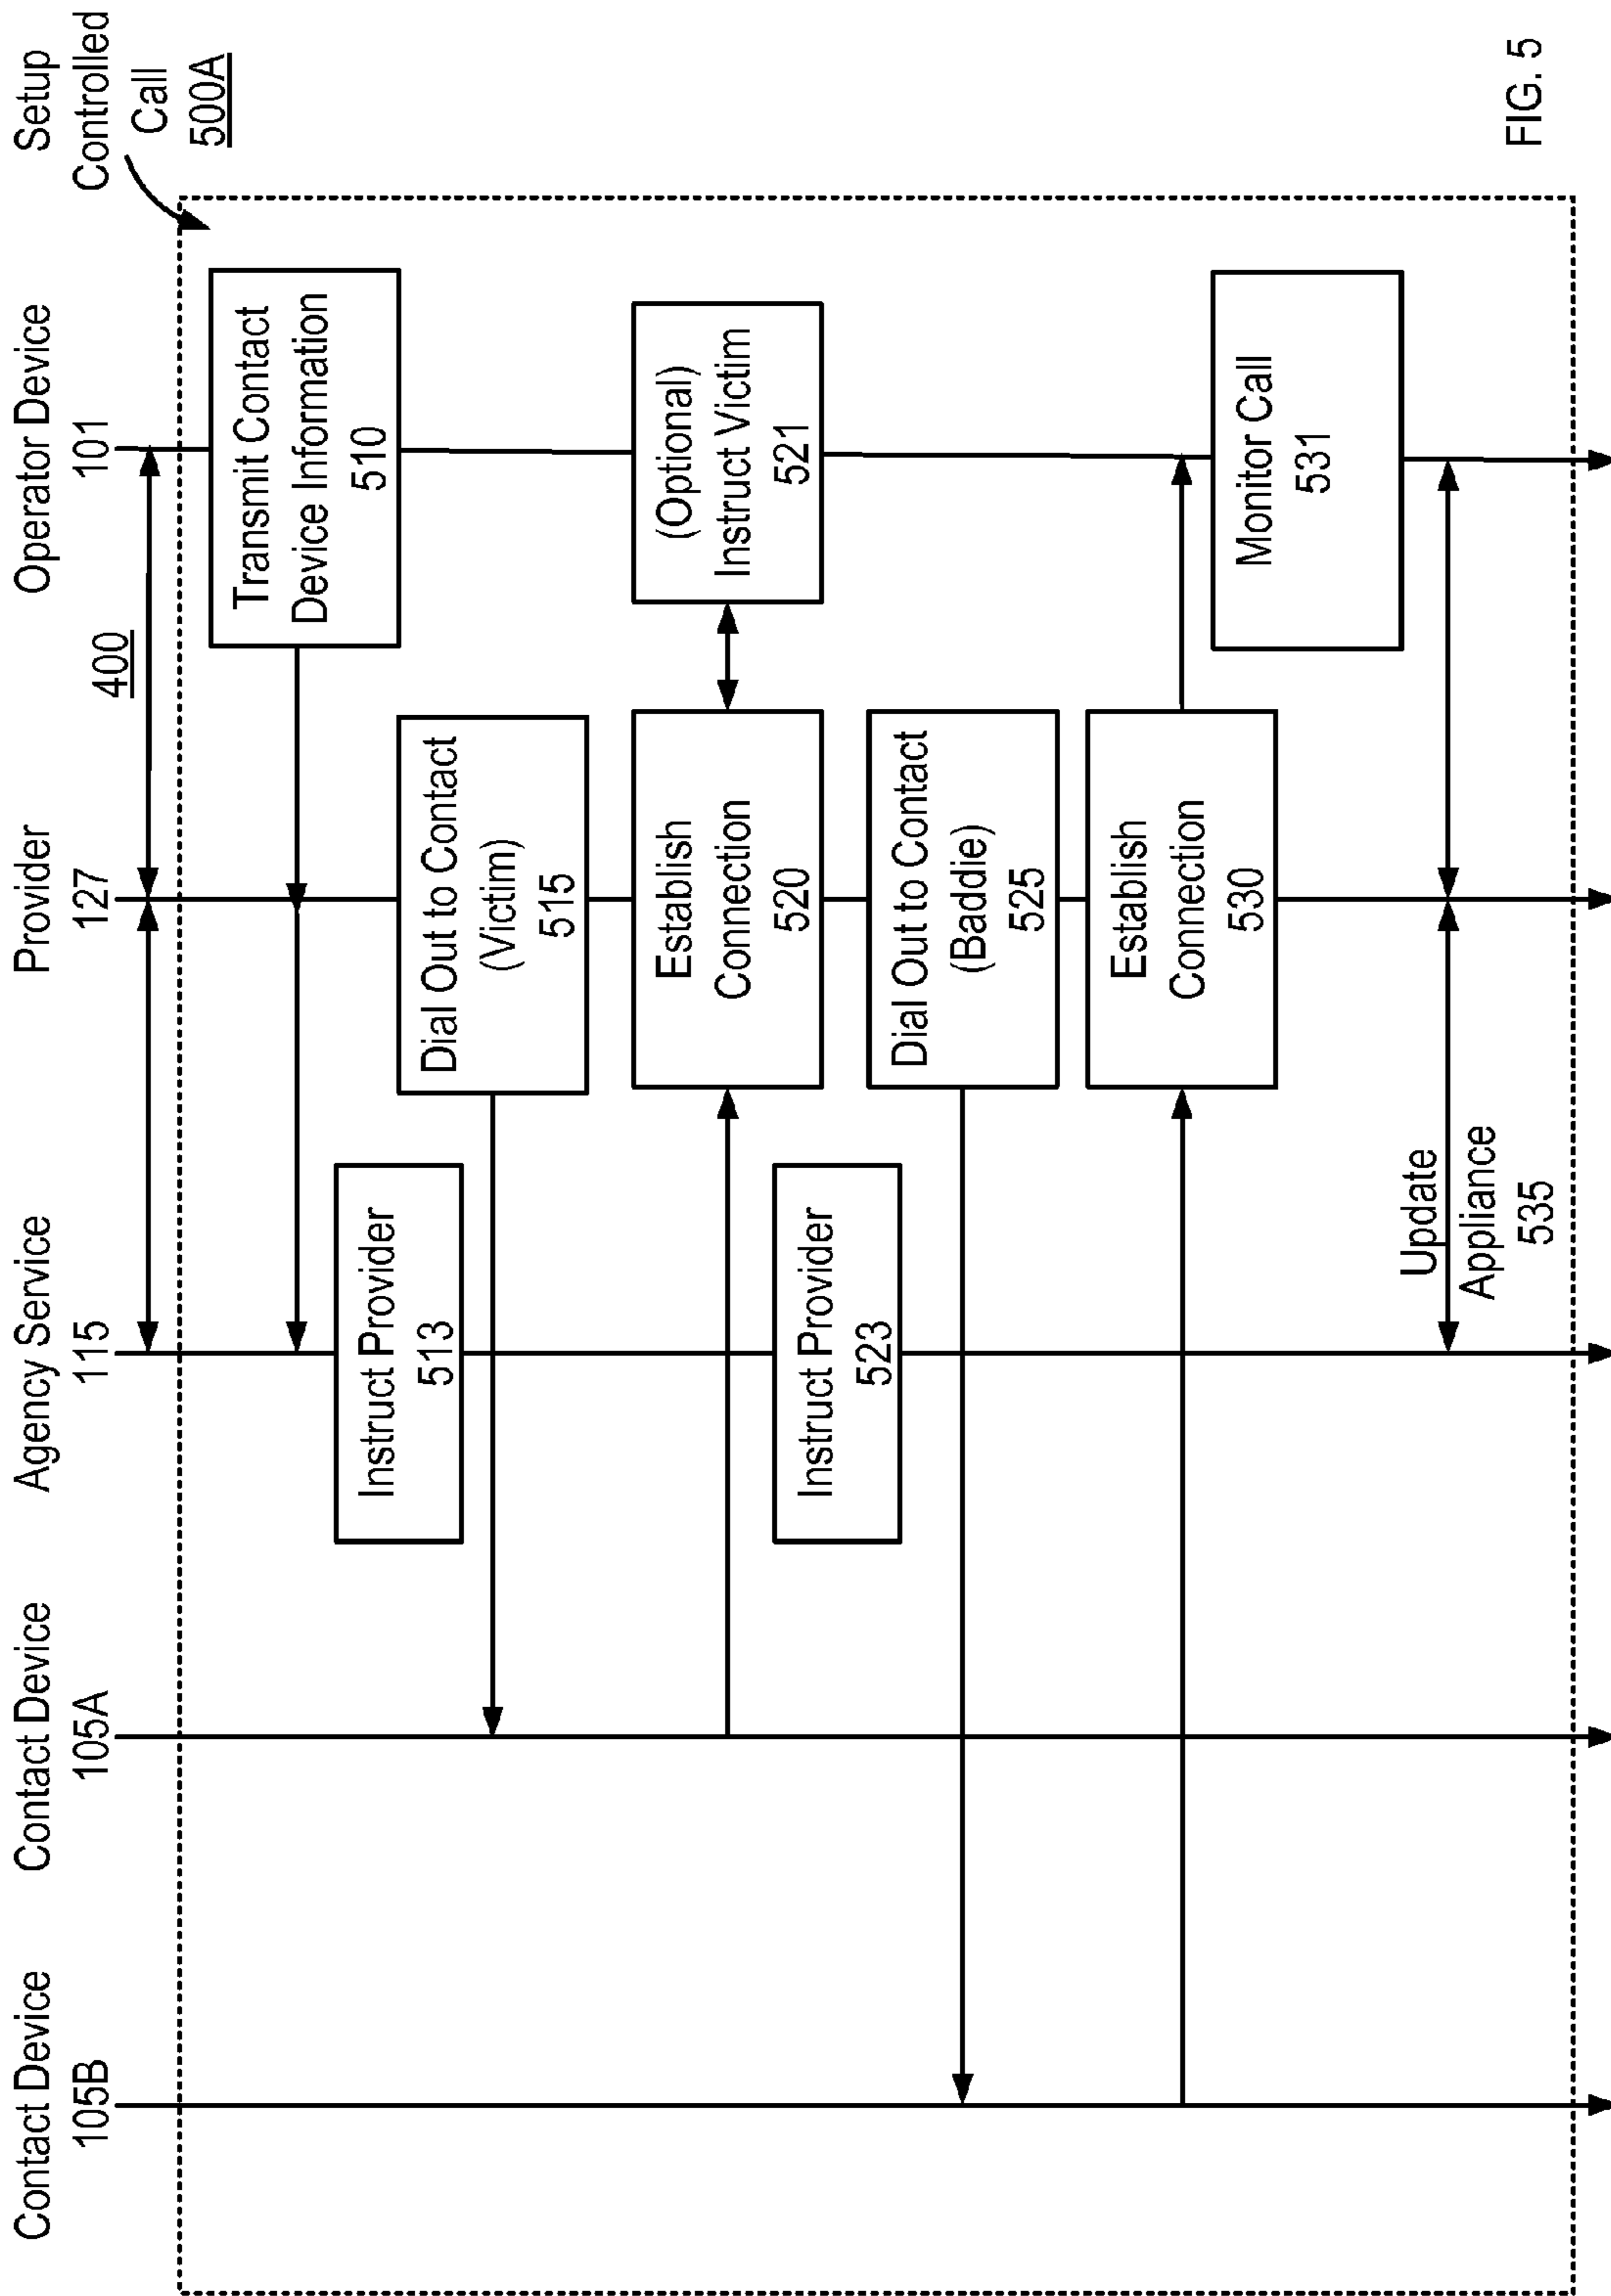 Contact Device
105B
Contact Device
105A
Agency Service
115
Provider
127
Operator Device
101
Setup
Controlled
Call
500A
400
Transmit Contact
Device Information
510
Instruct Provider
513
Dial Out to Contact
(Victim)
515
Establish
Connection
520
(Optional)
Instruct Victim
521
Instruct Provider
523
Dial Out to Contact
(Baddie)
525
Establish
Connection
530
Monitor Call
531
Update
Appliance
535
FIG. 5